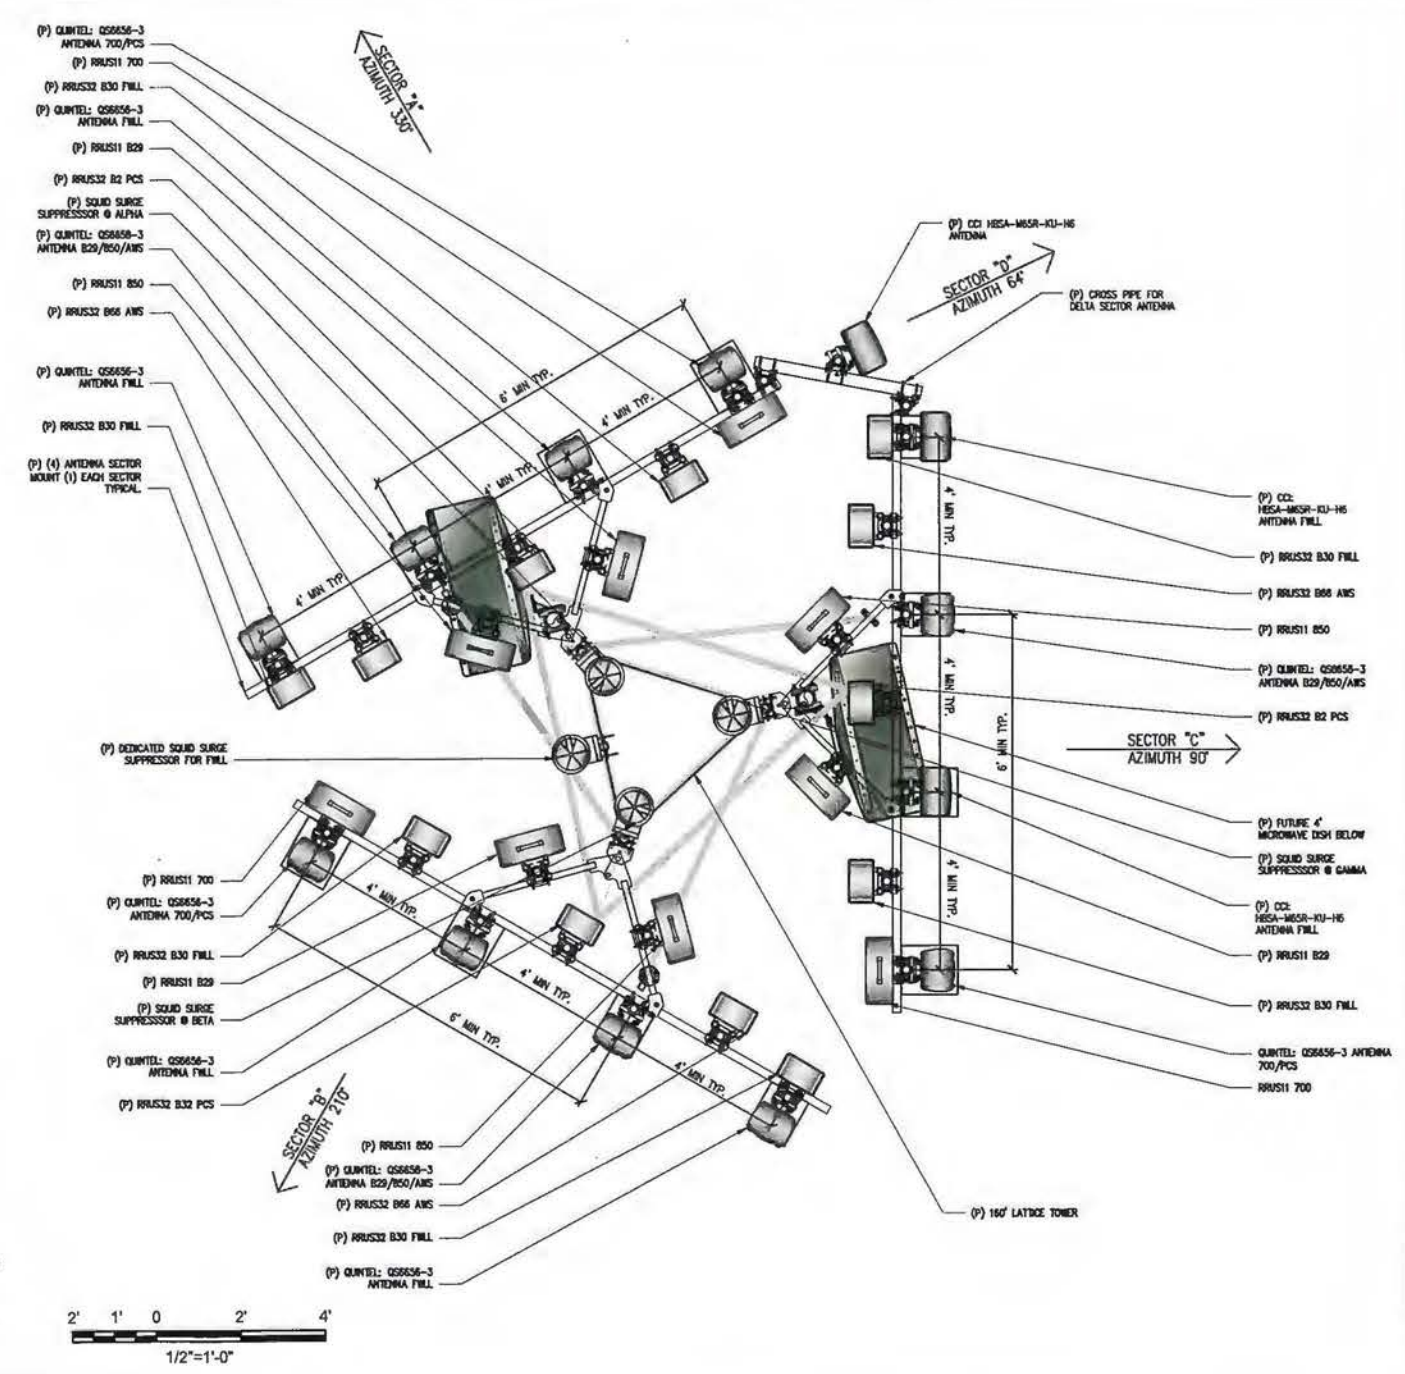 (P) QUINTEL: QS6656-3
ANTENNA 700/PCS
(P) RRUS11 700
(P) RRUS32 B30 FWLL
(P) QUINTEL: QS6656-3
ANTENNA FWLL
(P) RRUS11 B29
(P) RRUS32 B2 PCS
(P) SQUID SURGE
SUPPRESSSOR @ ALPHA
(P) QUINTEL: QS6656-3
ANTENNA B29/850/AWS
(P) RRUS11 850
(P) RRUS32 B66 AWS
(P) QUINTEL: QS6656-3
ANTENNA FWLL
(P) RRUS32 B30 FWLL
(P) (4) ANTENNA SECTOR
MOUNT (1) EACH SECTOR
TYPICAL.
SECTOR "A"
AZIMUTH 330°
(P) CCI HBSA-M65R-KU-H6
ANTENNA
SECTOR "D"
AZIMUTH 64°
(P) CROSS PIPE FOR
DELTA SECTOR ANTENNA
6' MIN TYP.
4' MIN TYP.
4' MIN TYP.
4' MIN TYP.
(P) CCI:
HBSA-M65R-KU-H6
ANTENNA FWLL
(P) RRUS32 B30 FWLL
(P) RRUS32 B66 AWS
(P) RRUS11 850
(P) QUINTEL: QS6656-3
ANTENNA B29/850/AWS
(P) RRUS32 B2 PCS
SECTOR "C"
AZIMUTH 90°
4' MIN TYP.
4' MIN TYP.
6' MIN TYP.
4' MIN TYP.
(P) FUTURE 4'
MICROWAVE DISH BELOW
(P) SQUID SURGE
SUPPRESSSOR @ GAMMA
(P) CCI:
HBSA-M65R-KU-H6
ANTENNA FWLL
(P) RRUS11 B29
(P) RRUS32 B30 FWLL
QUINTEL: QS6656-3 ANTENNA
700/PCS
RRUS11 700
(P) DEDICATED SQUID SURGE
SUPPRESSOR FOR FWLL
(P) RRUS11 700
(P) QUINTEL: QS6656-3
ANTENNA 700/PCS
(P) RRUS32 B30 FWLL
(P) RRUS11 B29
(P) SQUID SURGE
SUPPRESSSOR @ BETA
(P) QUINTEL: QS6656-3
ANTENNA FWLL
(P) RRUS32 B32 PCS
4' MIN TYP.
4' MIN TYP.
6' MIN TYP.
4' MIN TYP.
SECTOR "B"
AZIMUTH 210°
(P) RRUS11 850
(P) QUINTEL: QS6656-3
ANTENNA B29/850/AWS
(P) RRUS32 B66 AWS
(P) RRUS32 B30 FWLL
(P) QUINTEL: QS6656-3
ANTENNA FWLL
(P) 160' LATTICE TOWER
2' 1' 0 2' 4'
1/2"=1'-0"